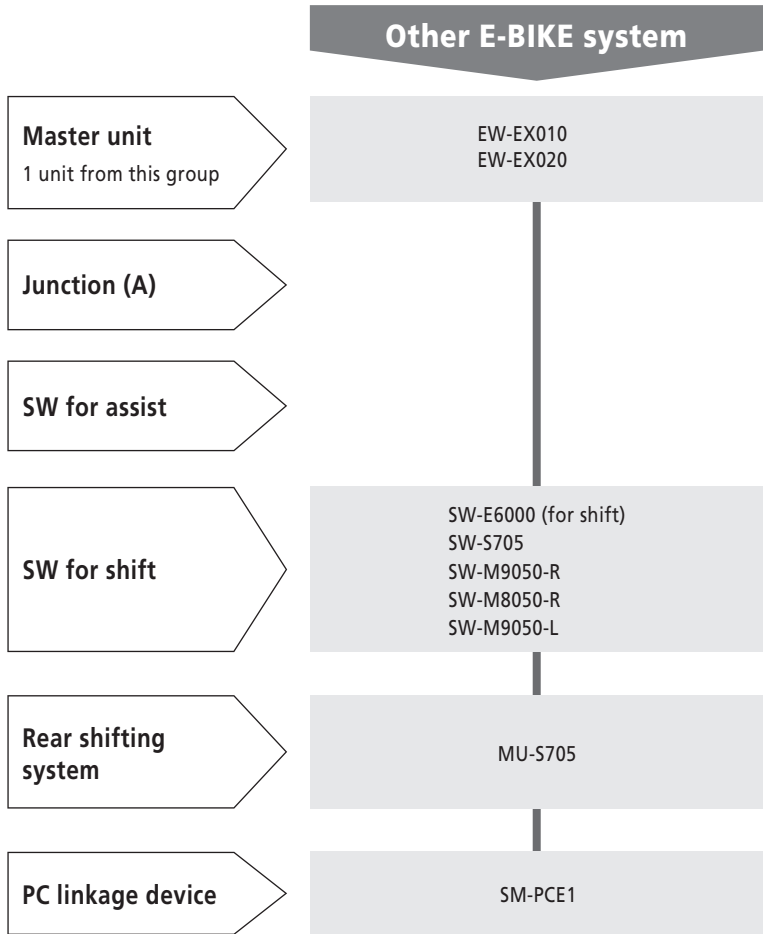 Other E-BIKE system
Master unit
1 unit from this group
EW-EX010
EW-EX020
Junction (A)
SW for assist
SW for shift
SW-E6000 (for shift)
SW-S705
SW-M9050-R
SW-M8050-R
SW-M9050-L
Rear shifting
system
MU-S705
PC linkage device
SM-PCE1